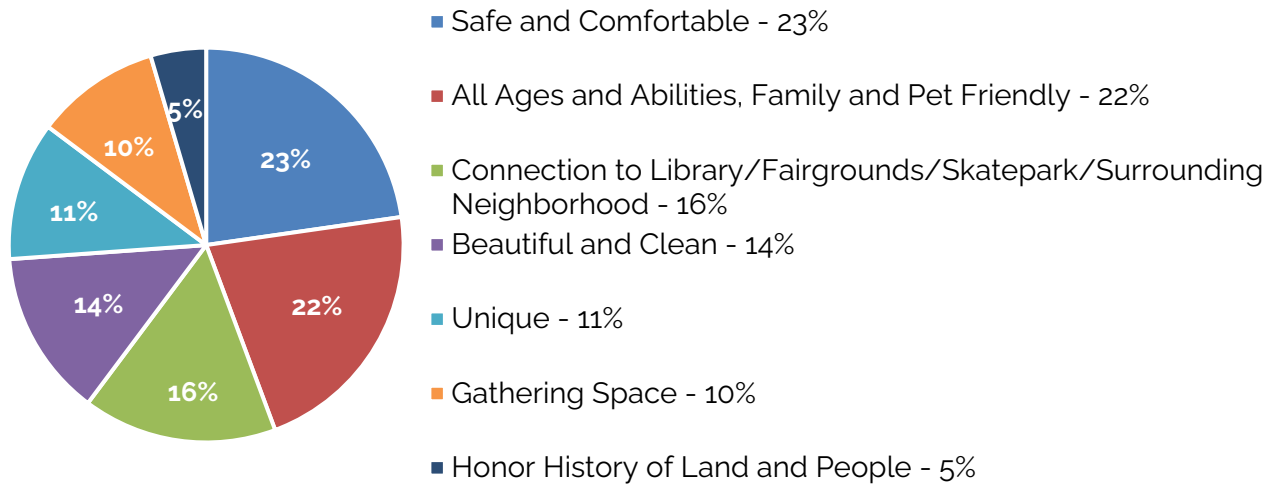 Safe and Comfortable - 23%
All Ages and Abilities, Family and Pet Friendly - 22%
Connection to Library/Fairgrounds/Skatepark/Surrounding
Neighborhood - 16%
Beautiful and Clean - 14%
Unique - 11%
Gathering Space - 10%
Honor History of Land and People - 5%
23%
22%
16%
14%
11%
10%
5%